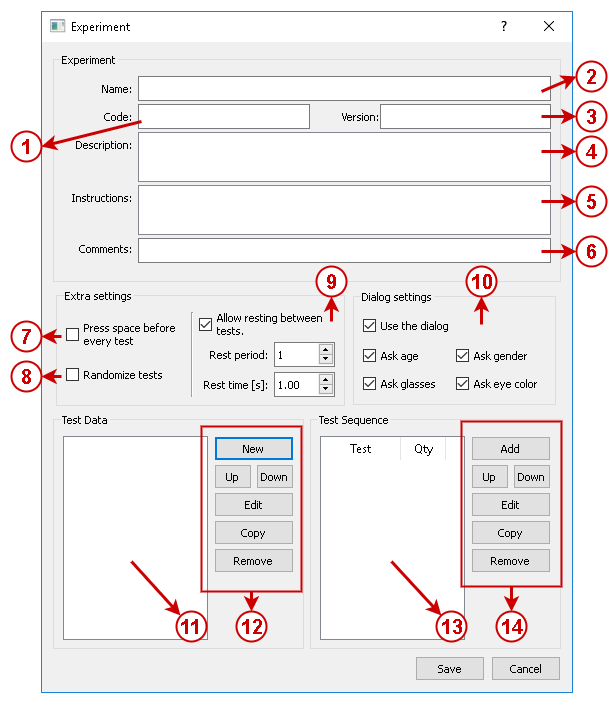 Experiment ?
Experiment
Name: 2
Code: Version: 3
1
Description: 4
Instructions: 5
Comments: 6
9 10
Extra settings Dialog settings
7 Press space before
every test
Allow resting between
tests.
Use the dialog
Rest period: 1
Ask age Ask gender
8 Randomize tests
Rest time [s]: 1.00
Ask glasses Ask eye color
Test Data Test Sequence
New Test Qty Add
Up Down Up Down
Edit Edit
Copy Copy
Remove Remove
11 12 13 14
Save Cancel